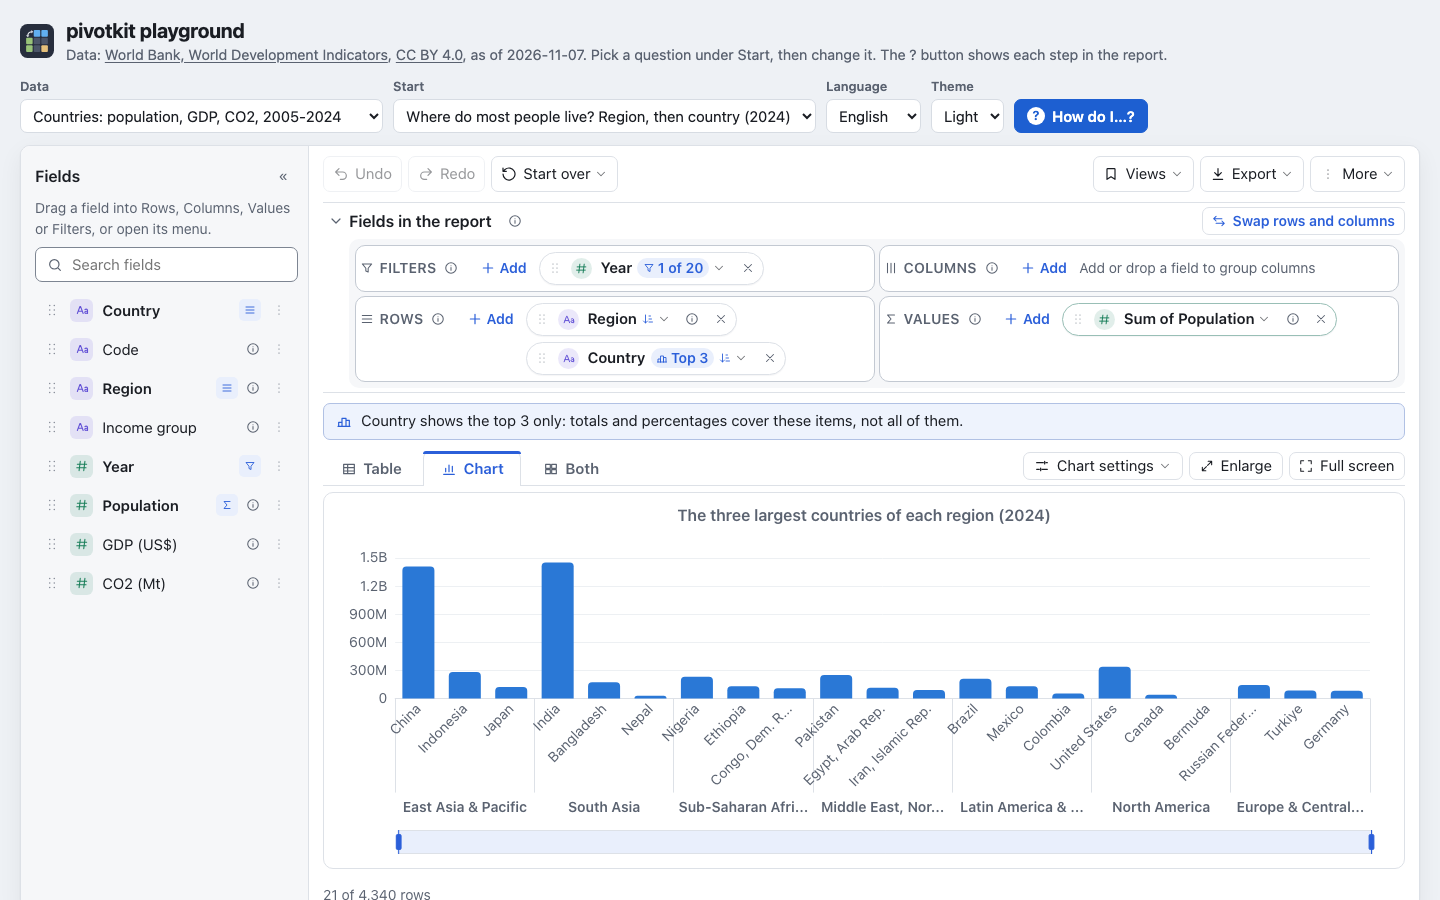 pivotkit playground
Data: World Bank, World Development Indicators, CC BY 4.0, as of 2026-11-07. Pick a question under Start, then change it. The ? button shows each step in the report.
Data
Start
Language
Theme
Countries: population, GDP, CO2, 2005-2024
Where do most people live? Region, then country (2024)
English
Light
? How do I...?
Fields
«
Drag a field into Rows, Columns, Values
or Filters, or open its menu.
Search fields
Aa Country
Aa Code
Aa Region
Aa Income group
# Year
# Population Σ
# GDP (US$)
# CO2 (Mt)
Undo
Redo
Start over
Views
Export
More
Fields in the report
Swap rows and columns
FILTERS
+ Add
# Year 1 of 20
COLUMNS
+ Add
Add or drop a field to group columns
ROWS
+ Add
Aa Region
Aa Country Top 3
Σ VALUES
+ Add
# Sum of Population
Country shows the top 3 only: totals and percentages cover these items, not all of them.
Table
Chart
Both
Chart settings
Enlarge
Full screen
The three largest countries of each region (2024)
1.5B
1.2B
900M
600M
300M
0
China
Indonesia
Japan
India
Bangladesh
Nepal
Nigeria
Ethiopia
Congo, Dem. R...
Pakistan
Egypt, Arab Rep.
Iran, Islamic Rep.
Brazil
Mexico
Colombia
United States
Canada
Bermuda
Russian Feder...
Turkiye
Germany
East Asia & Pacific
South Asia
Sub-Saharan Afri...
Middle East, Nor...
Latin America & ...
North America
Europe & Central...
21 of 4,340 rows